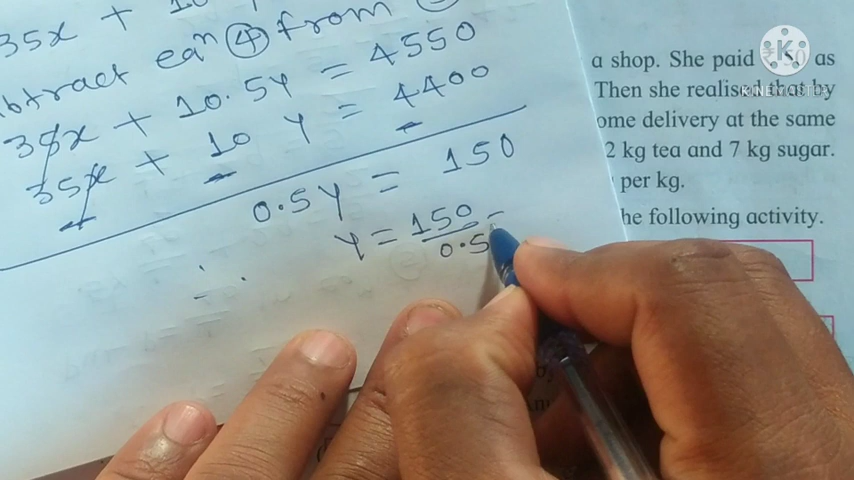 35x + 10
eqn ④ from
35x + 10.5y = 4550
35x + 10 y = 4400
0.5y = 150
∴ y = 150/0.5 =
a shop. She paid as
Then she realised that by
ome delivery at the same
2 kg tea and 7 kg sugar.
per kg.
he following activity.
KINEMASTER